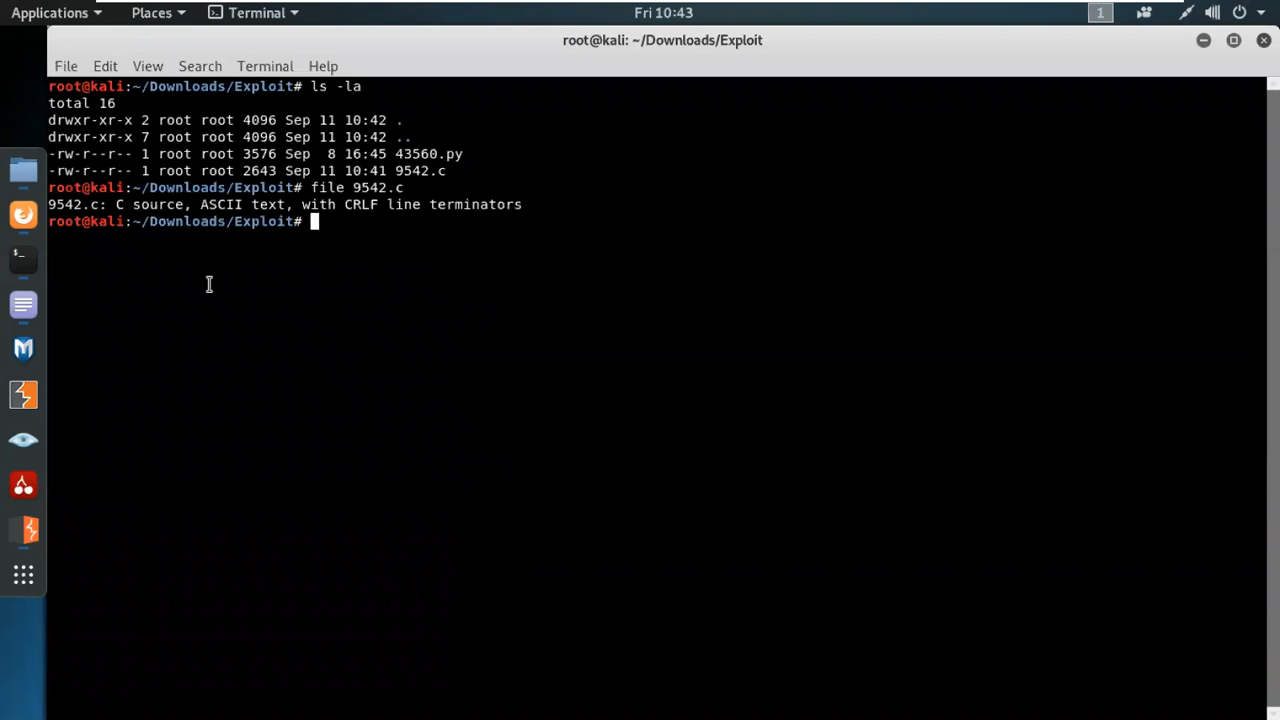 Applications Places Terminal Fri 10:43 1
root@kali: ~/Downloads/Exploit
File Edit View Search Terminal Help
root@kali:~/Downloads/Exploit# ls -la
total 16
drwxr-xr-x 2 root root 4096 Sep 11 10:42 .
drwxr-xr-x 7 root root 4096 Sep 11 10:42 ..
-rw-r--r-- 1 root root 3576 Sep  8 16:45 43560.py
-rw-r--r-- 1 root root 2643 Sep 11 10:41 9542.c
root@kali:~/Downloads/Exploit# file 9542.c
9542.c: C source, ASCII text, with CRLF line terminators
root@kali:~/Downloads/Exploit#